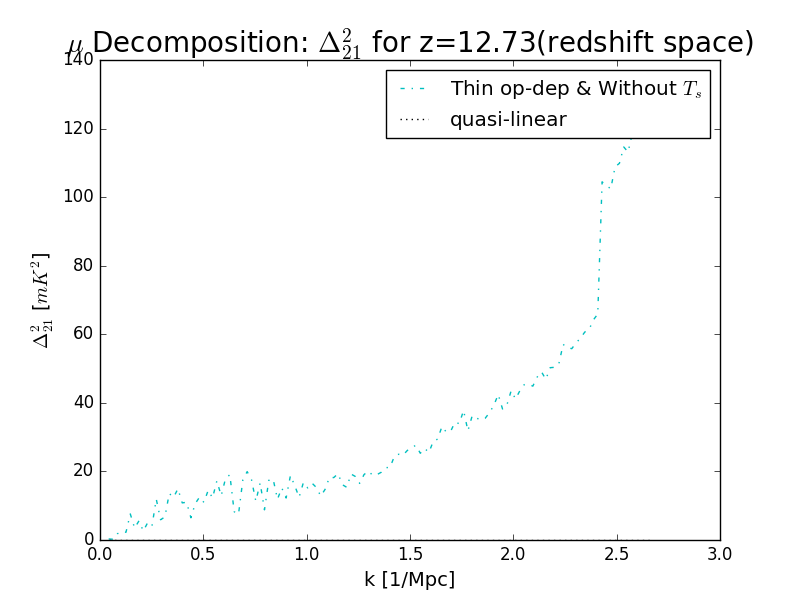 μ Decomposition: Δ²₂₁ for z=12.73(redshift space)
140
Thin op-dep & Without Tₛ
quasi-linear
120
100
80
60
40
20
0
Δ²₂₁ [mK²]
0.0 0.5 1.0 1.5 2.0 2.5 3.0
k [1/Mpc]